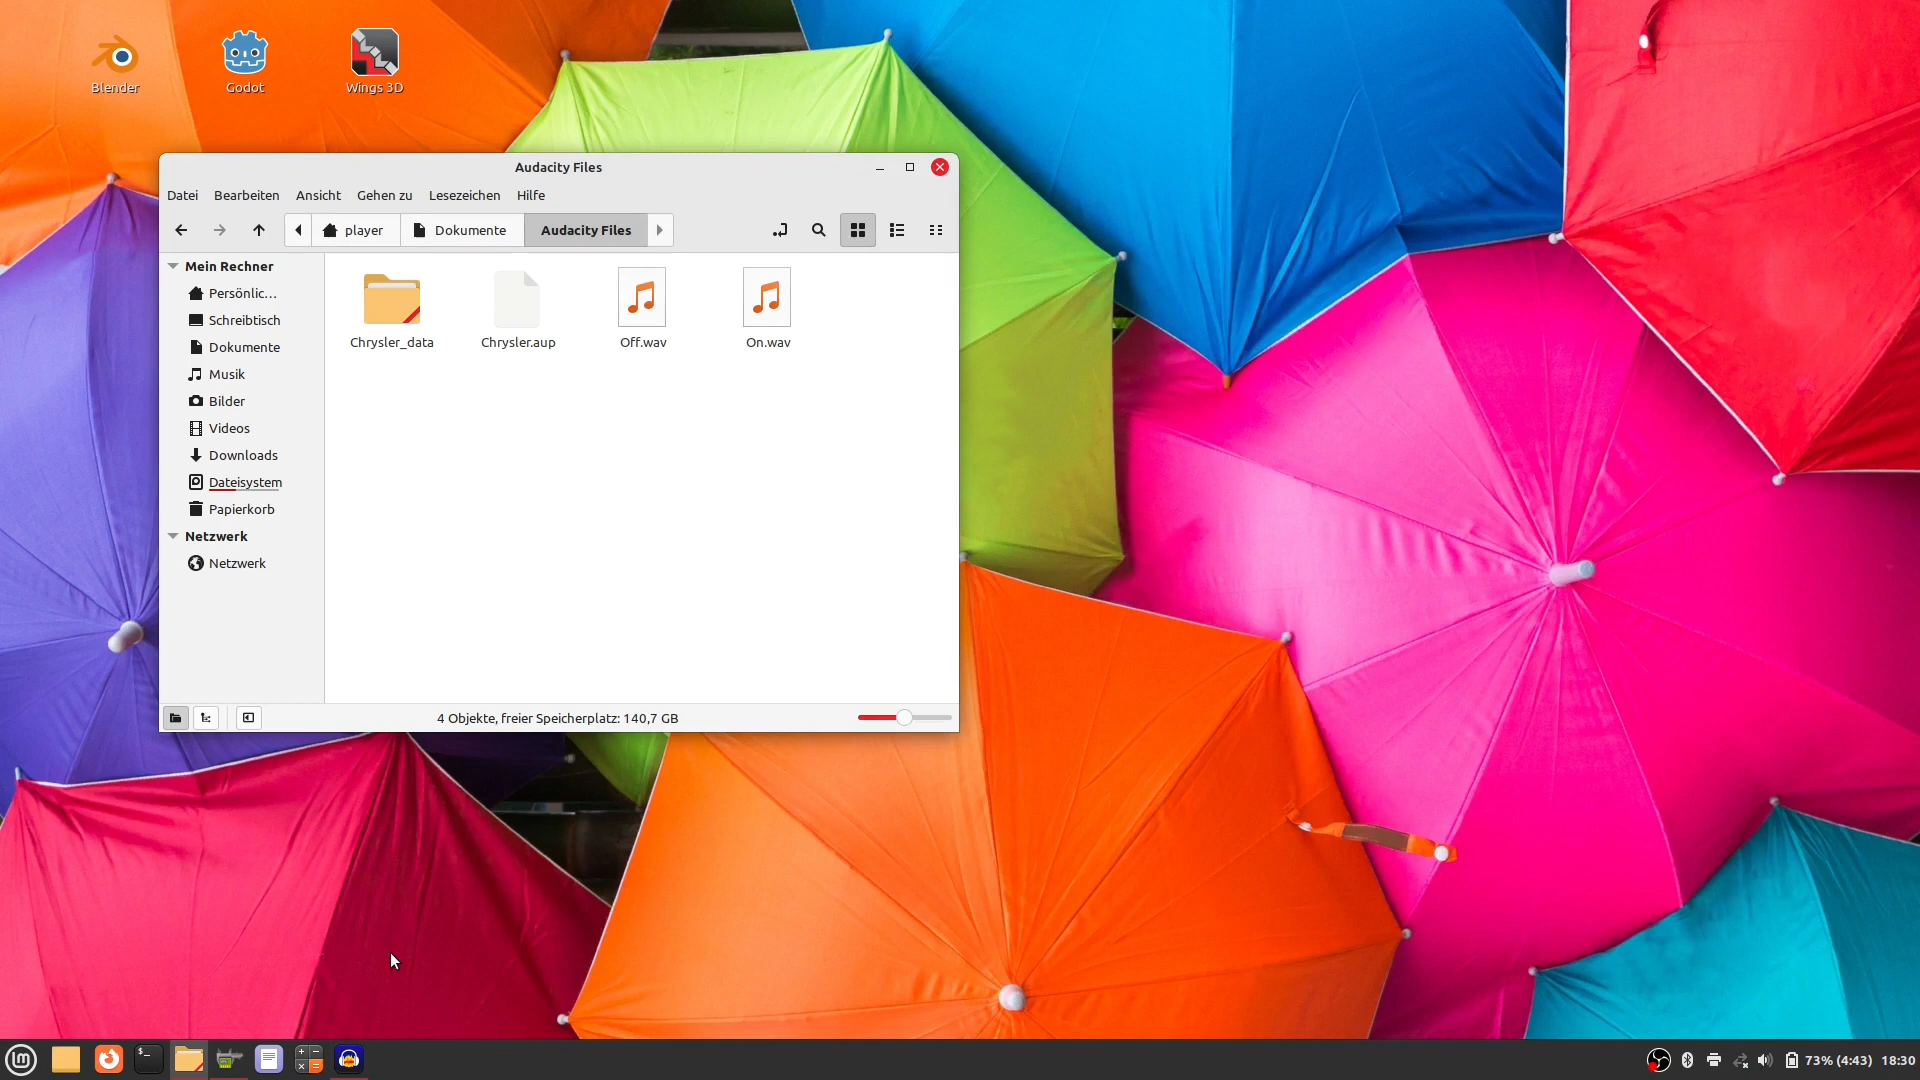 Blender
Godot
Wings 3D
Audacity Files
Datei Bearbeiten Ansicht Gehen zu Lesezeichen Hilfe
player Dokumente Audacity Files
Mein Rechner
Persönlic...
Schreibtisch
Dokumente
Musik
Bilder
Videos
Downloads
Dateisystem
Papierkorb
Netzwerk
Netzwerk
Chrysler_data
Chrysler.aup
Off.wav
On.wav
4 Objekte, freier Speicherplatz: 140,7 GB
73% (4:43) 18:30